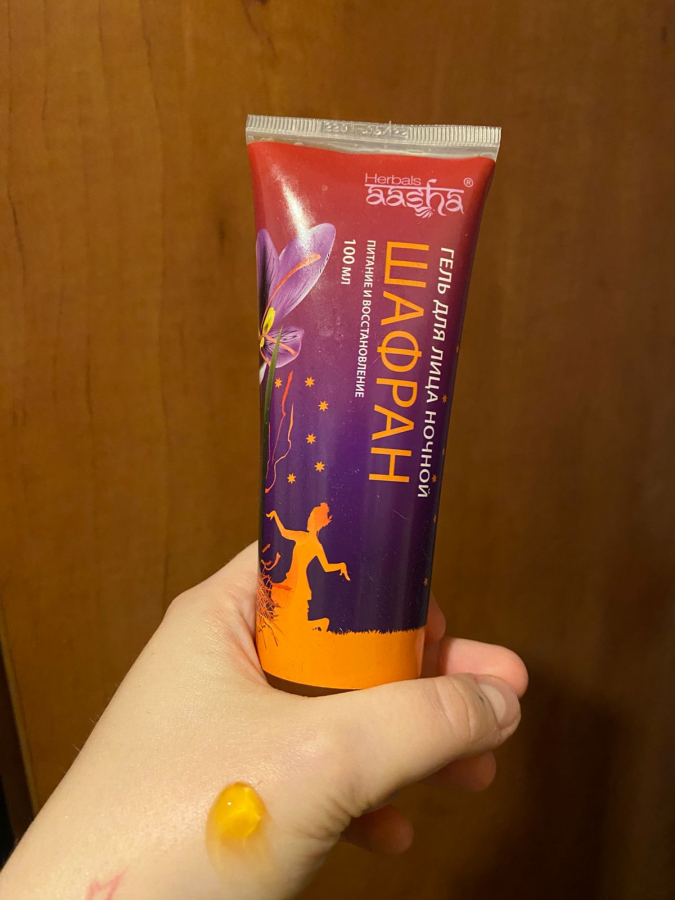 Herbals
aasha®
ГЕЛЬ ДЛЯ ЛИЦА НОЧНОЙ
ШАФРАН
ПИТАНИЕ И ВОССТАНОВЛЕНИЕ
100 МЛ